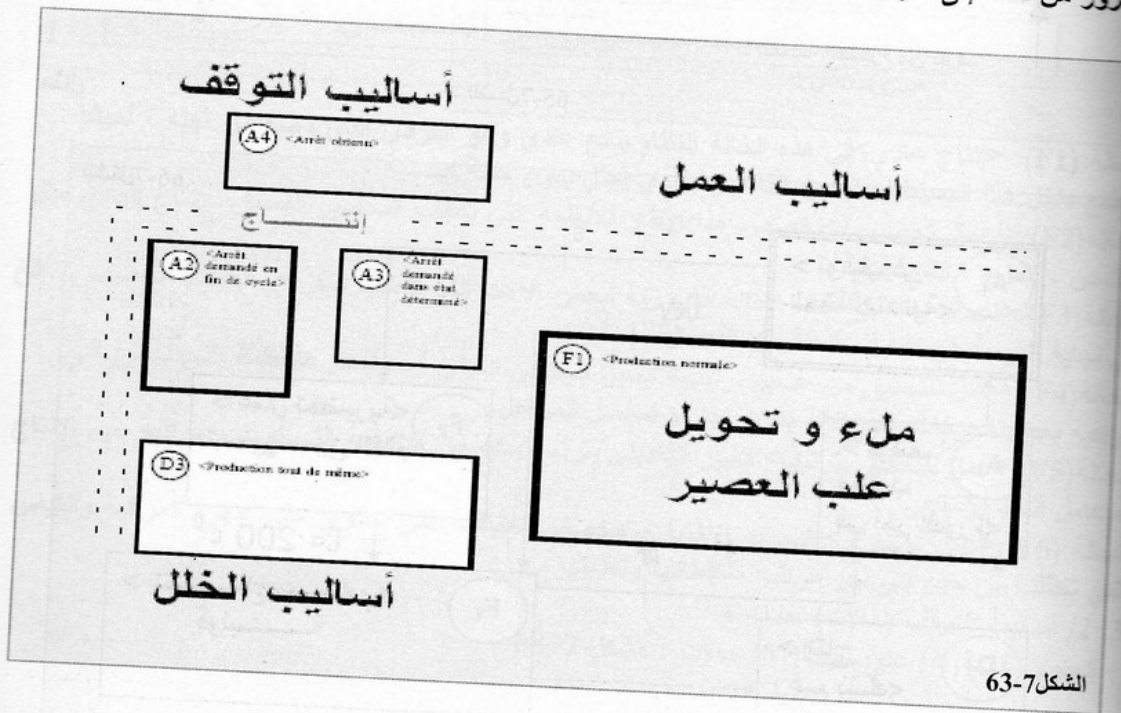 أساليب التوقف
A4 <Arrêt obtenu>
أساليب العمل
إنتـــــاج
A2 <Arrêt
demandé en
fin de cycle>
A3 <Arrêt
demandé
dans état
déterminé>
F1 <Production normale>
ملء و تحويل
علب العصير
D3 <Production tout de même>
أساليب الخلل
الشكل7-63